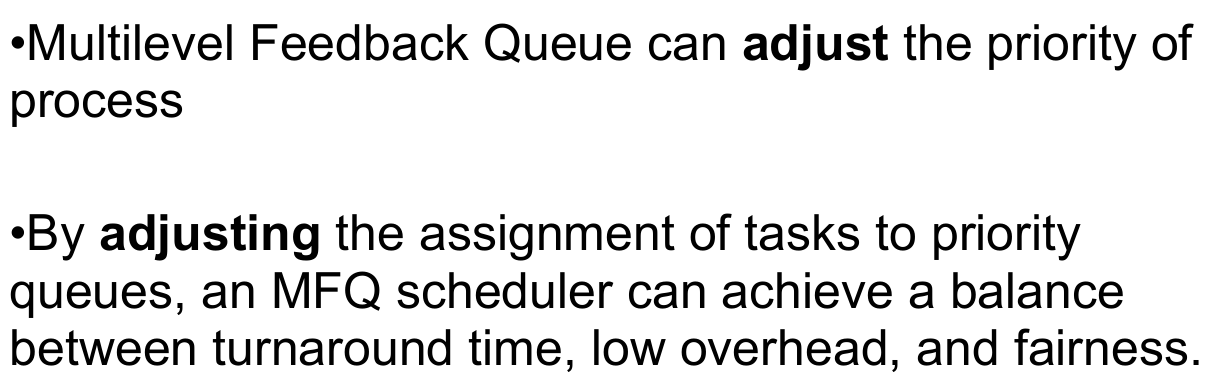 •Multilevel Feedback Queue can adjust the priority of
process
•By adjusting the assignment of tasks to priority
queues, an MFQ scheduler can achieve a balance
between turnaround time, low overhead, and fairness.